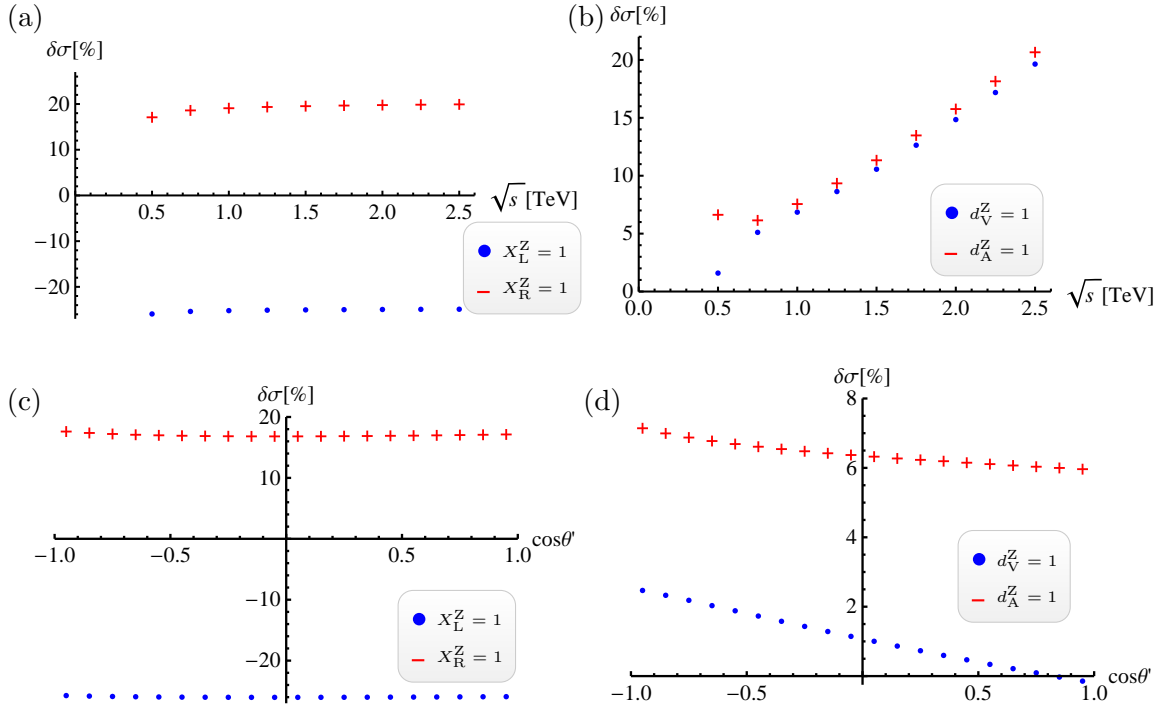 (a)
δσ[%]
20
10
0
−10
−20
0.5 1.0 1.5 2.0 2.5
√s [TeV]
X_L^Z = 1
X_R^Z = 1
(b)
δσ[%]
20
15
10
5
0
0.0 0.5 1.0 1.5 2.0 2.5
√s [TeV]
d_V^Z = 1
d_A^Z = 1
(c)
δσ[%]
20
10
−10
−20
−1.0 −0.5 0.5 1.0
cosθ'
X_L^Z = 1
X_R^Z = 1
(d)
δσ[%]
8
6
4
2
−1.0 −0.5 0.5 1.0
cosθ'
d_V^Z = 1
d_A^Z = 1